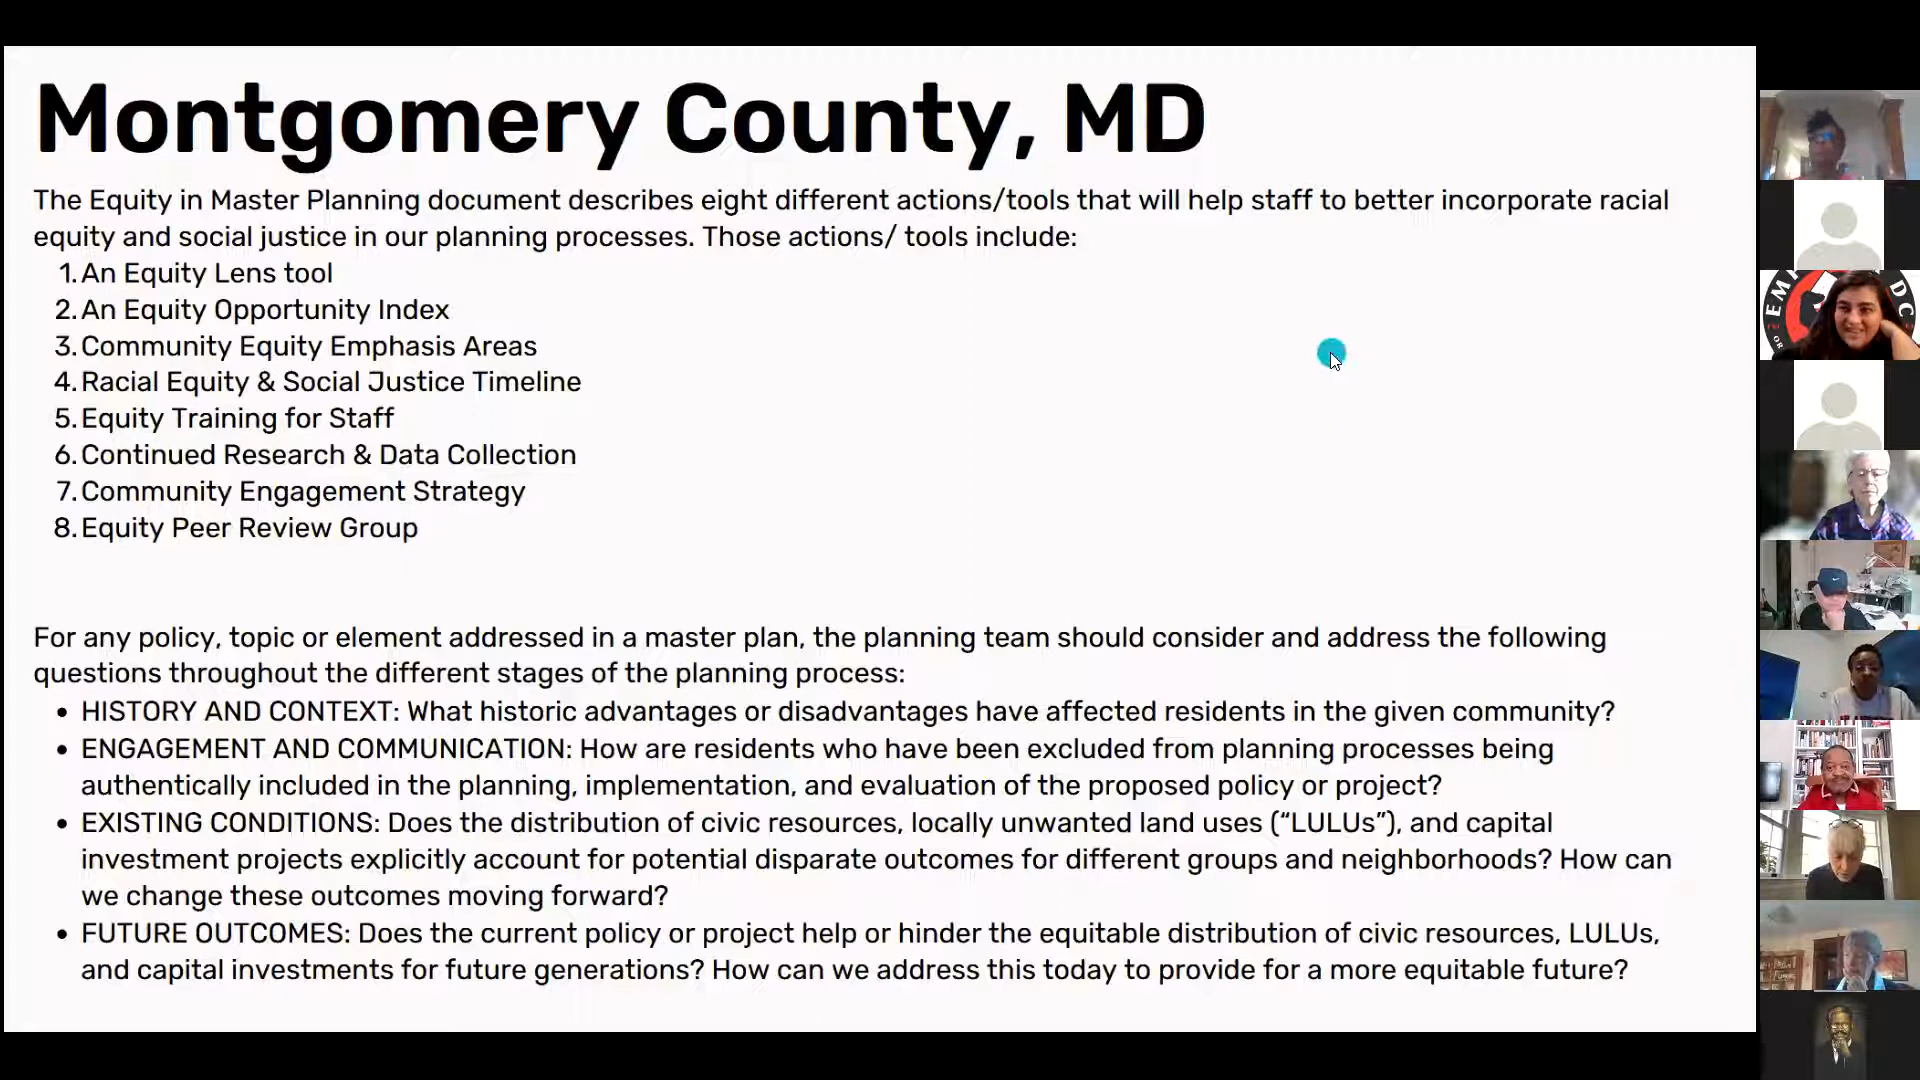 Montgomery County, MD
The Equity in Master Planning document describes eight different actions/tools that will help staff to better incorporate racial
equity and social justice in our planning processes. Those actions/ tools include:
1. An Equity Lens tool
2. An Equity Opportunity Index
3. Community Equity Emphasis Areas
4. Racial Equity & Social Justice Timeline
5. Equity Training for Staff
6. Continued Research & Data Collection
7. Community Engagement Strategy
8. Equity Peer Review Group
For any policy, topic or element addressed in a master plan, the planning team should consider and address the following
questions throughout the different stages of the planning process:
• HISTORY AND CONTEXT: What historic advantages or disadvantages have affected residents in the given community?
• ENGAGEMENT AND COMMUNICATION: How are residents who have been excluded from planning processes being
authentically included in the planning, implementation, and evaluation of the proposed policy or project?
• EXISTING CONDITIONS: Does the distribution of civic resources, locally unwanted land uses (“LULUs”), and capital
investment projects explicitly account for potential disparate outcomes for different groups and neighborhoods? How can
we change these outcomes moving forward?
• FUTURE OUTCOMES: Does the current policy or project help or hinder the equitable distribution of civic resources, LULUs,
and capital investments for future generations? How can we address this today to provide for a more equitable future?